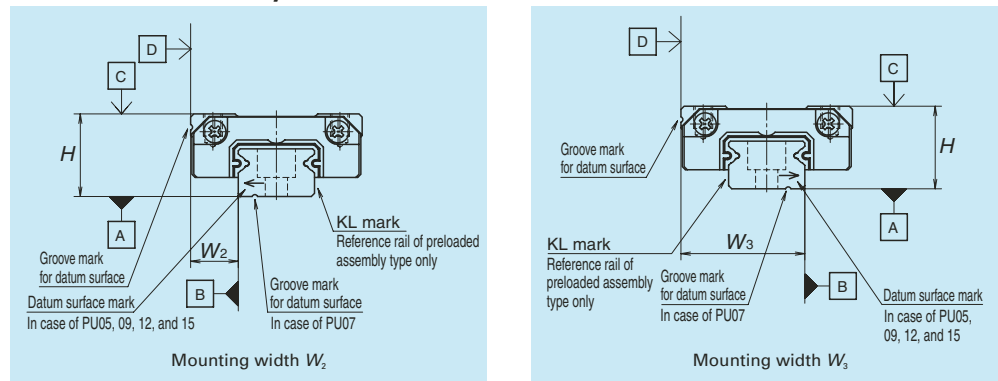 D
C
H
A
Groove mark
for datum surface
W2
B
KL mark
Reference rail of preloaded
assembly type only
Datum surface mark
In case of PU05, 09, 12, and 15
Groove mark
for datum surface
In case of PU07
Mounting width W₂
D
C
H
Groove mark
for datum surface
A
KL mark
Reference rail of
preloaded assembly
type only
W3
Groove mark
for datum surface
In case of PU07
B
Datum surface mark
In case of PU05,
09, 12, and 15
Mounting width W₃